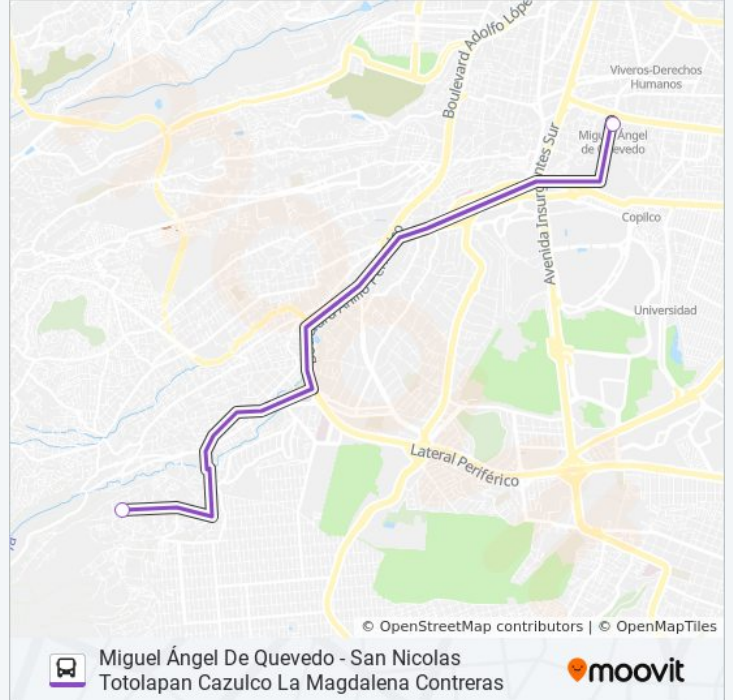 Boulevard Adolfo Lópe
Viveros-Derechos
Humanos
Miguel Ángel
de Quevedo
Avenida Insurgentes Sur
Copilco
Universidad
Lateral Periférico
© OpenStreetMap contributors | © OpenMapTiles
Miguel Ángel De Quevedo - San Nicolas
Totolapan Cazulco La Magdalena Contreras
moovit